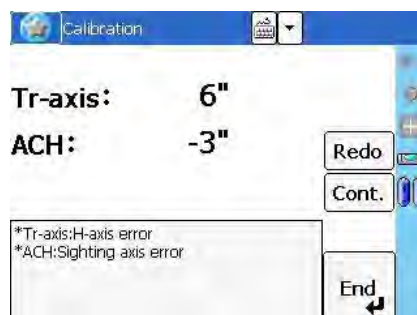 Calibration
Tr-axis: 6"
ACH: -3"
Redo
Cont.
*Tr-axis:H-axis error
*ACH:Sighting axis error
End